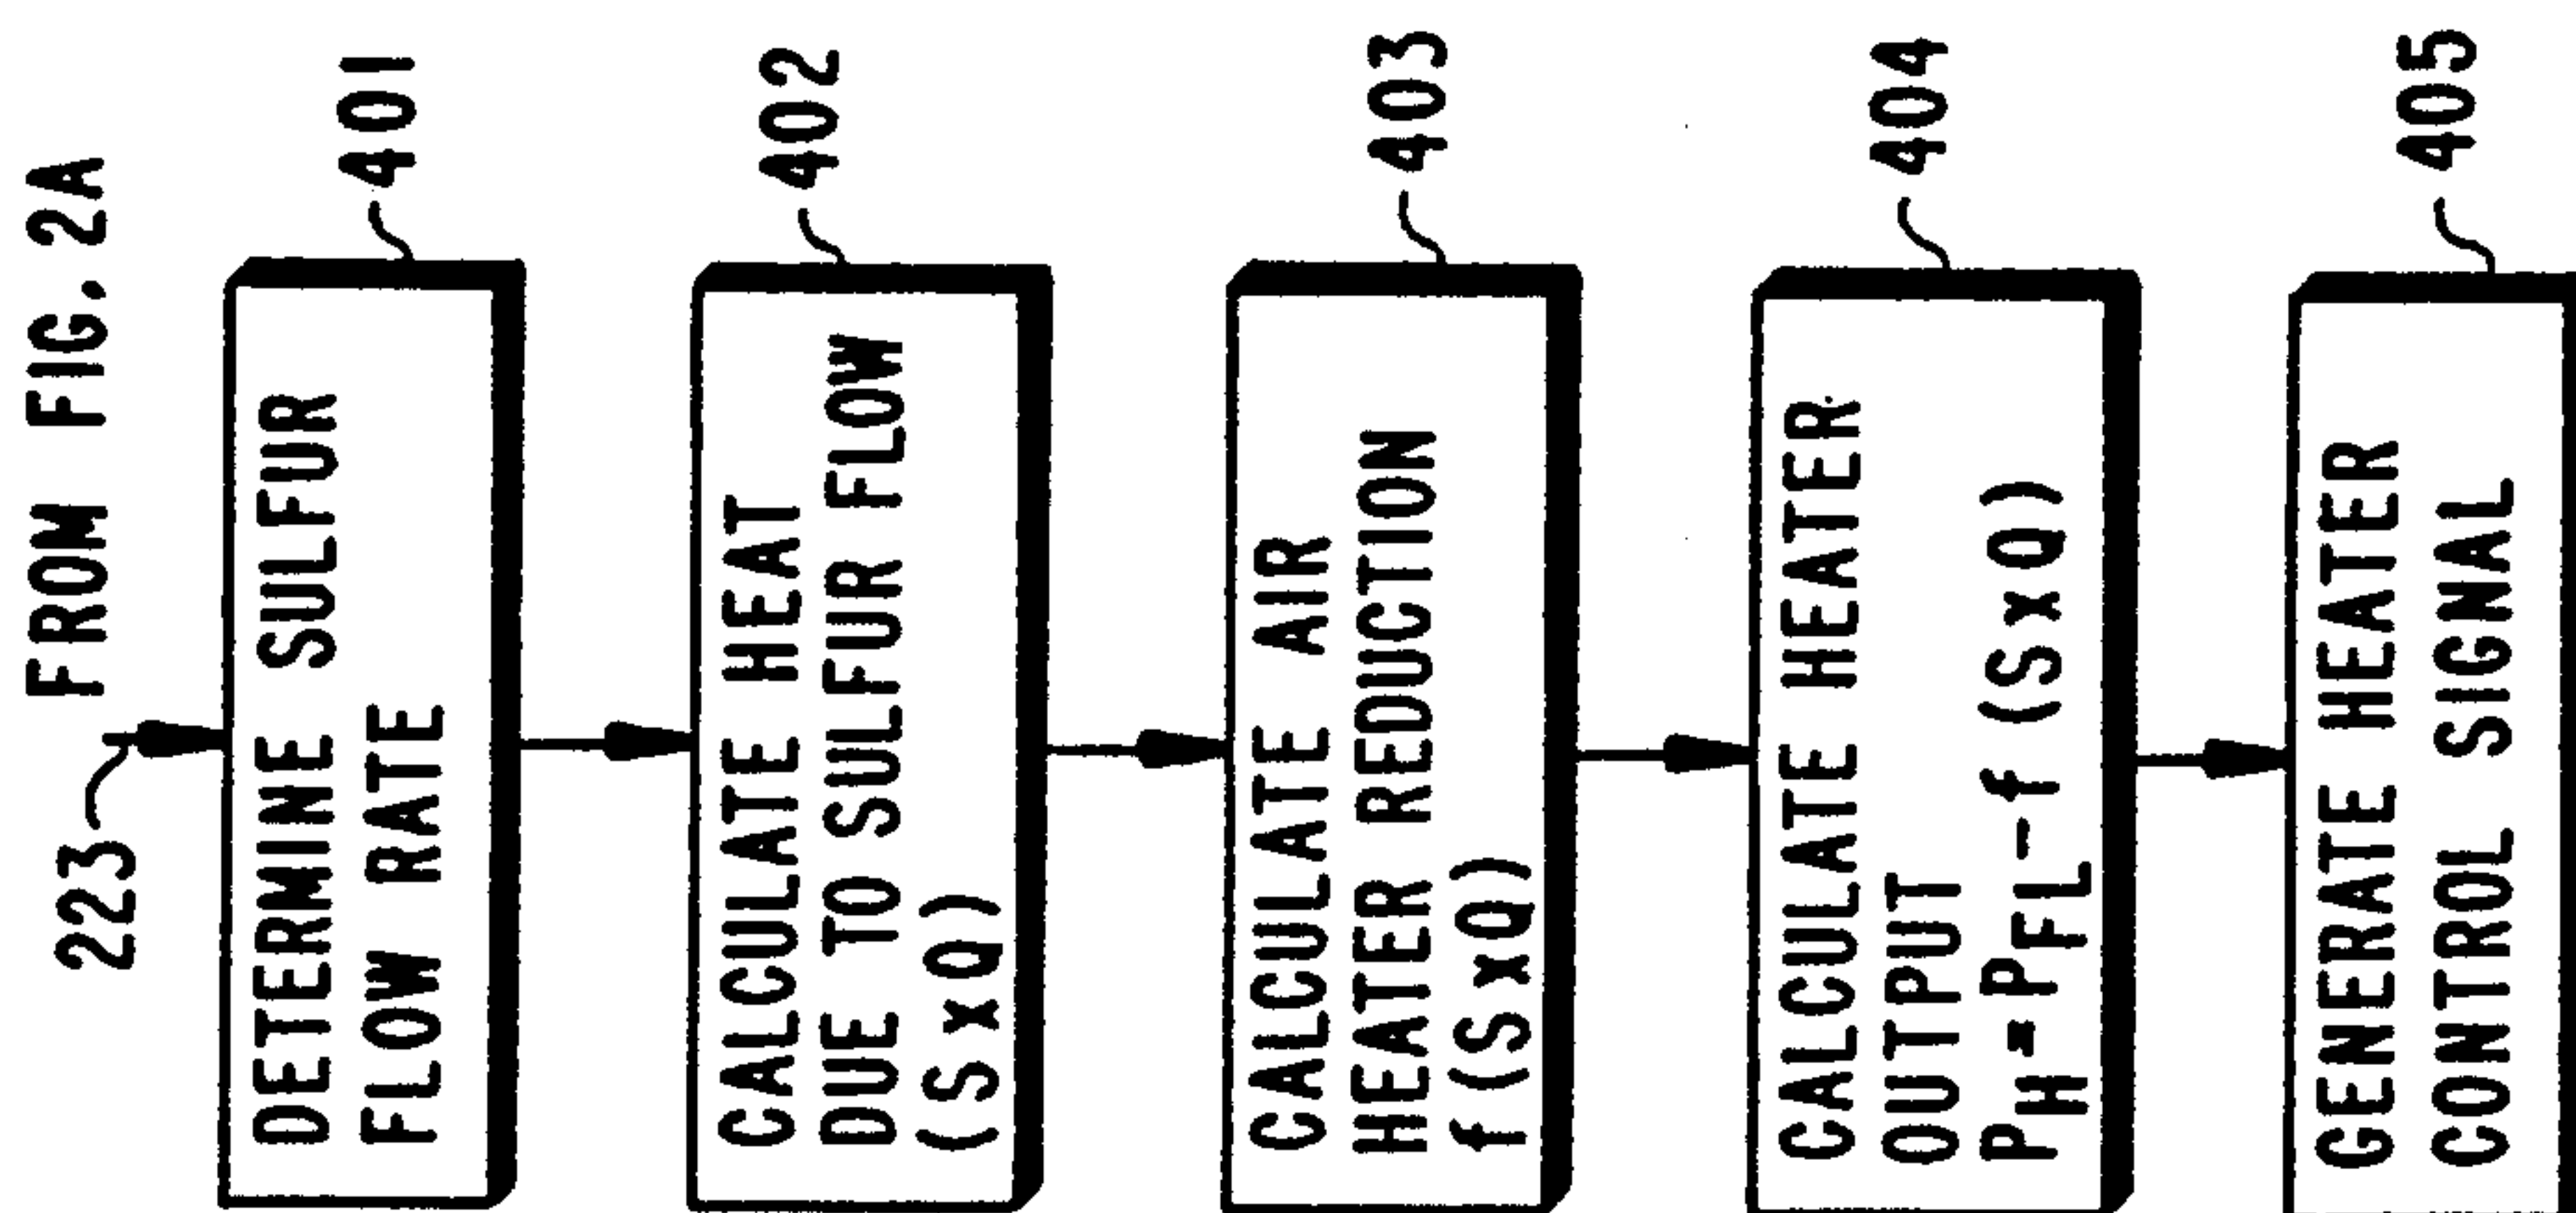 FROM FIG. 2A
223
DETERMINE SULFUR
FLOW RATE
401
CALCULATE HEAT
DUE TO SULFUR FLOW
(S x Q)
402
CALCULATE AIR
HEATER REDUCTION
f (S x Q)
403
CALCULATE HEATER
OUTPUT
PH = PFL - f (S x Q)
404
GENERATE HEATER
CONTROL SIGNAL
405